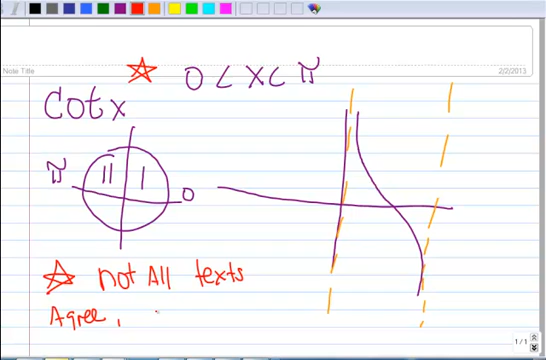 Note Title
2/2/2013
☆ 0 < x < π
cot x
π
II
I
0
☆ not All texts
Agree,
1/1